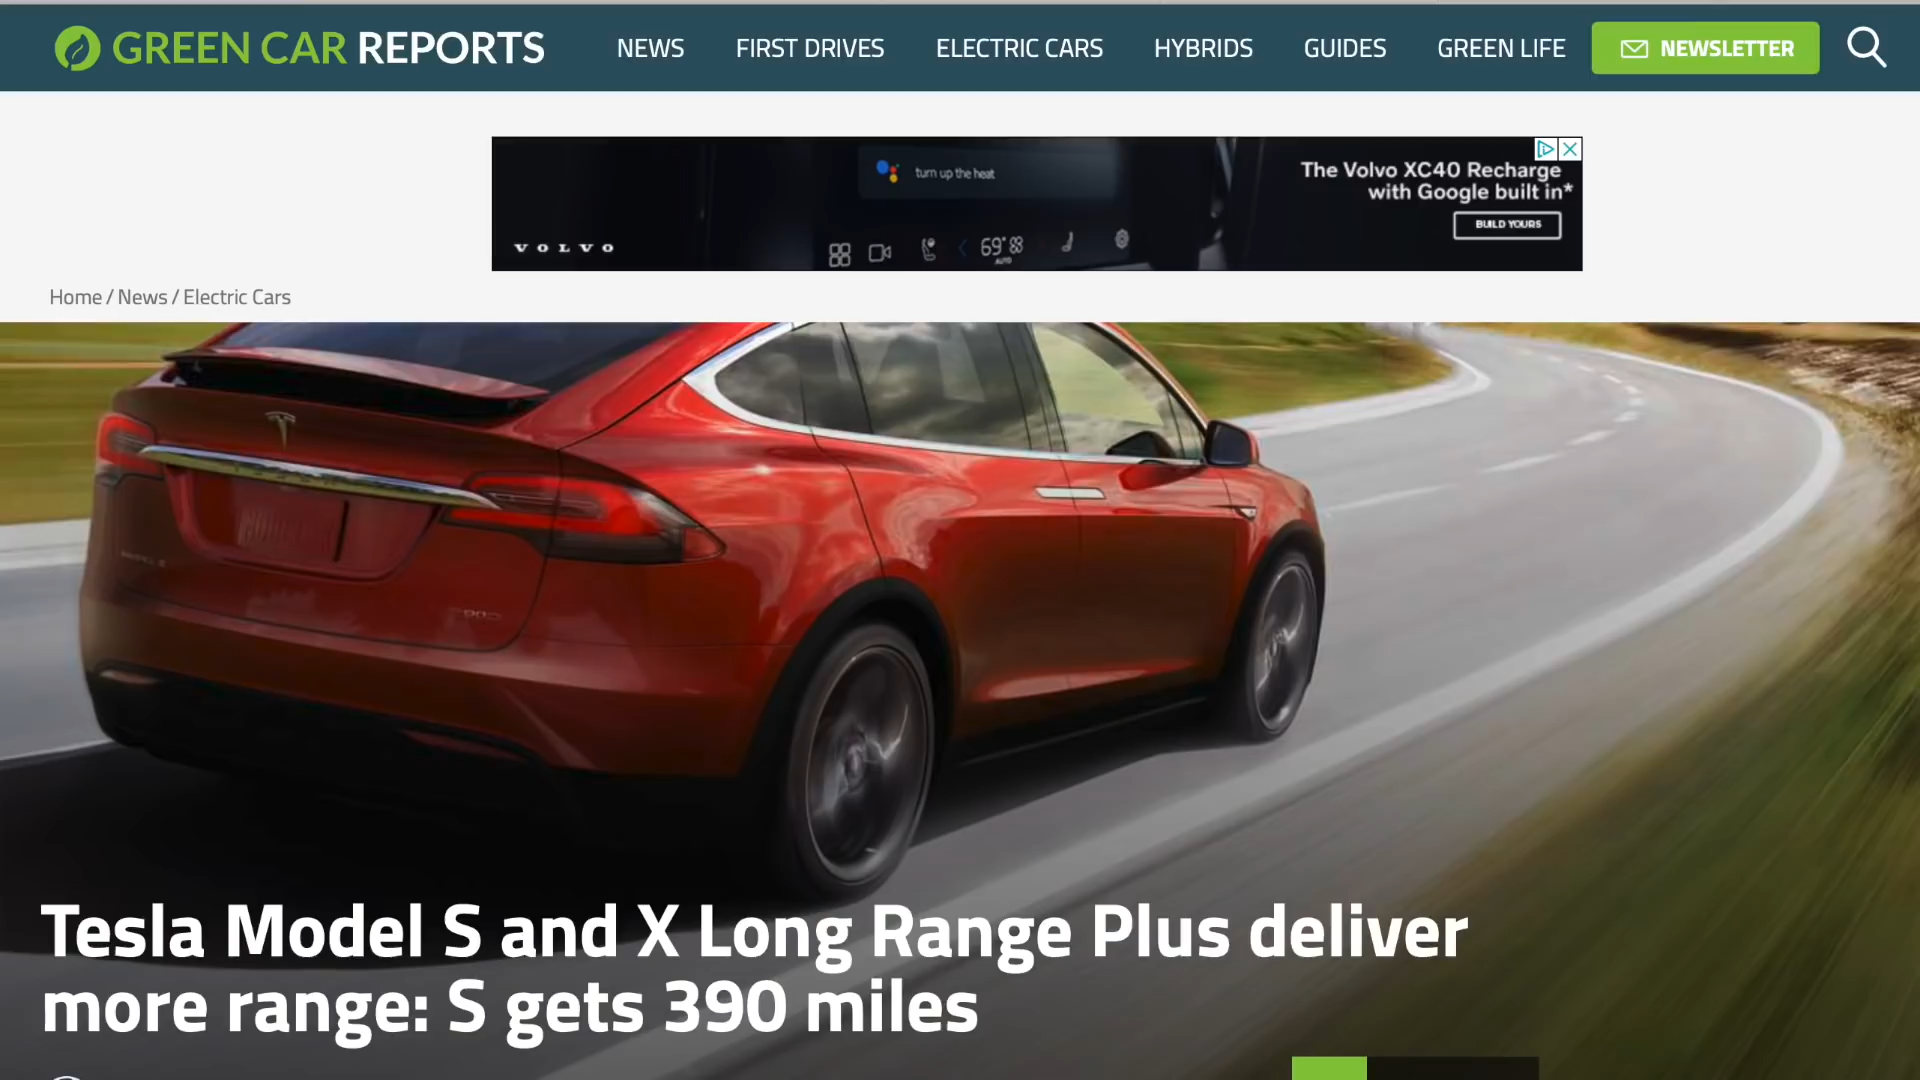 GREEN CAR REPORTS
NEWS
FIRST DRIVES
ELECTRIC CARS
HYBRIDS
GUIDES
GREEN LIFE
NEWSLETTER
turn up the heat
The Volvo XC40 Recharge
with Google built in*
BUILD YOURS
VOLVO
69°
AUTO
Home / News / Electric Cars
Tesla Model S and X Long Range Plus deliver
more range: S gets 390 miles